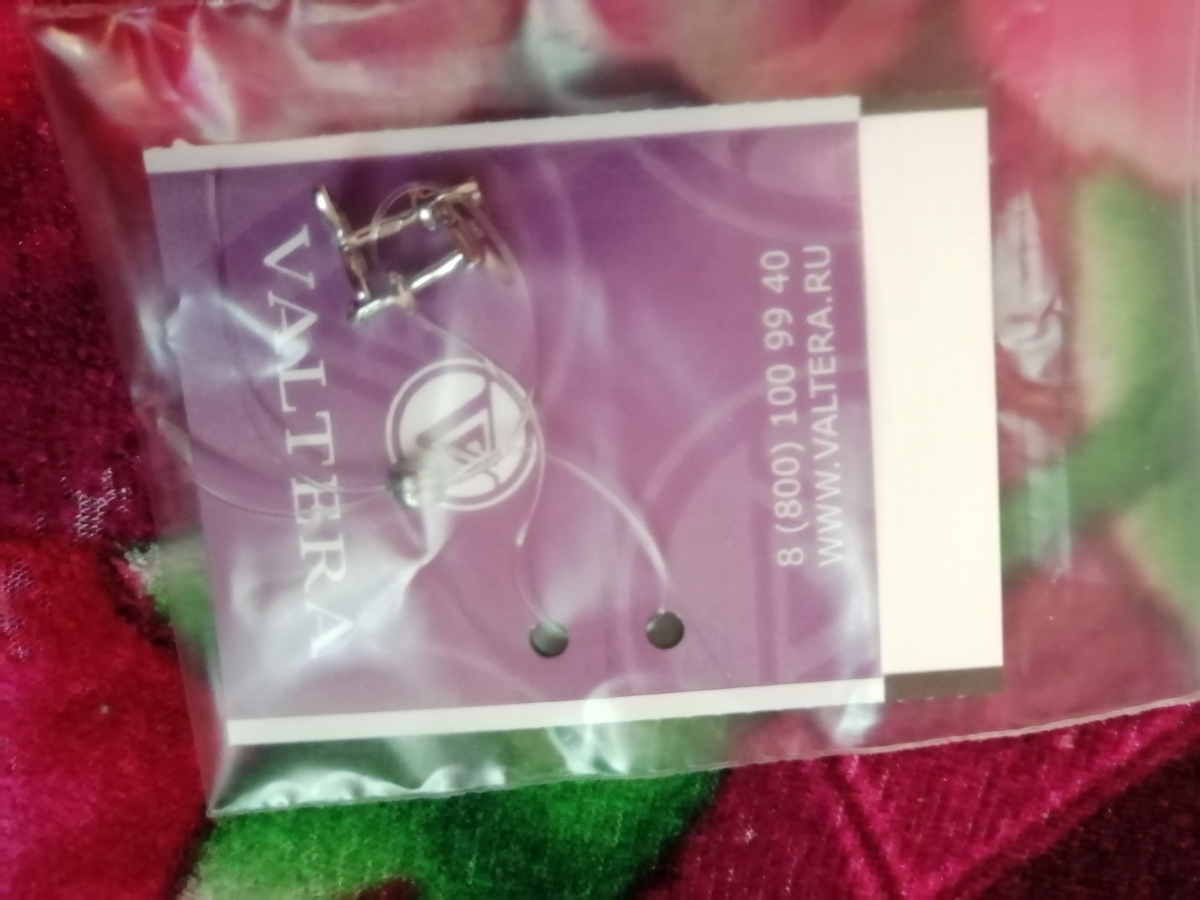 VALTERA
8 (800) 100 99 40
WWW.VALTERA.RU